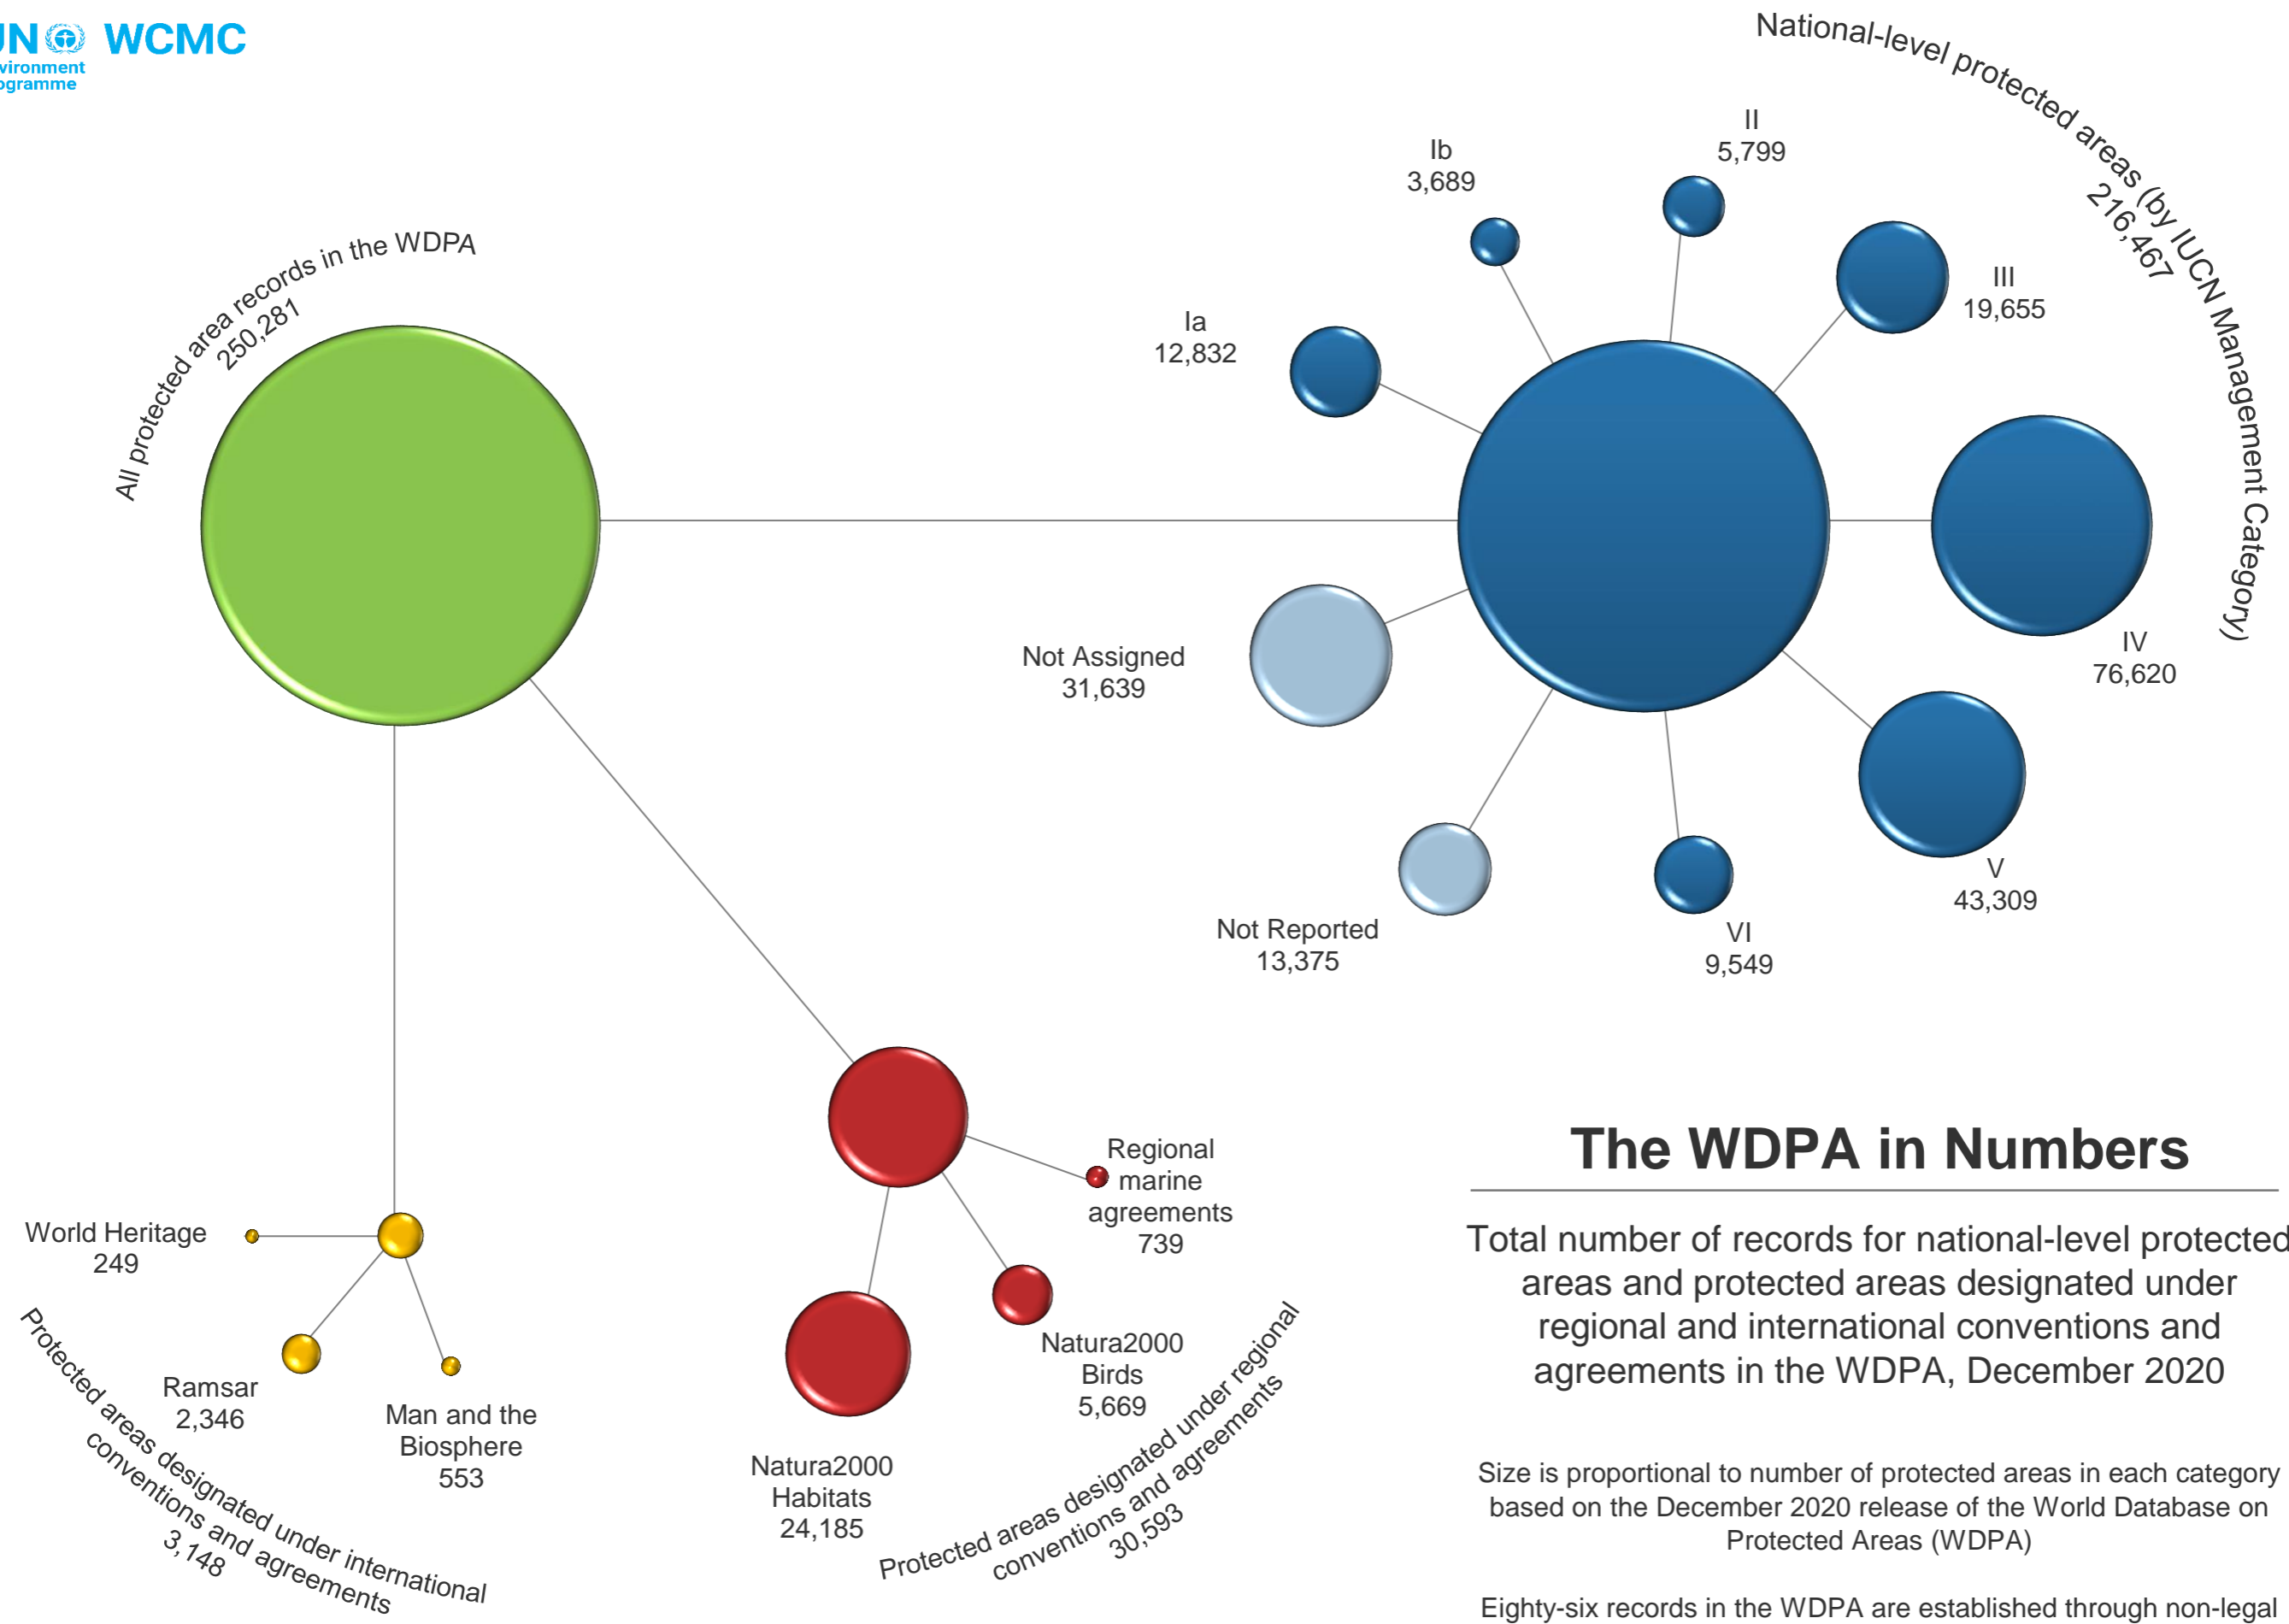 UN WCMC
environment
programme
National-level protected areas (by IUCN Management Category)
216,467
All protected area records in the WDPA
250,281
Ib
3,689
II
5,799
III
19,655
Ia
12,832
IV
76,620
Not Assigned
31,639
V
43,309
Not Reported
13,375
VI
9,549
World Heritage
249
Ramsar
2,346
Man and the
Biosphere
553
Protected areas designated under international
conventions and agreements
3,148
Regional
marine
agreements
739
Natura2000
Birds
5,669
Natura2000
Habitats
24,185
Protected areas designated under regional
conventions and agreements
30,593
The WDPA in Numbers
Total number of records for national-level protected
areas and protected areas designated under
regional and international conventions and
agreements in the WDPA, December 2020
Size is proportional to number of protected areas in each category
based on the December 2020 release of the World Database on
Protected Areas (WDPA)
Eighty-six records in the WDPA are established through non-legal